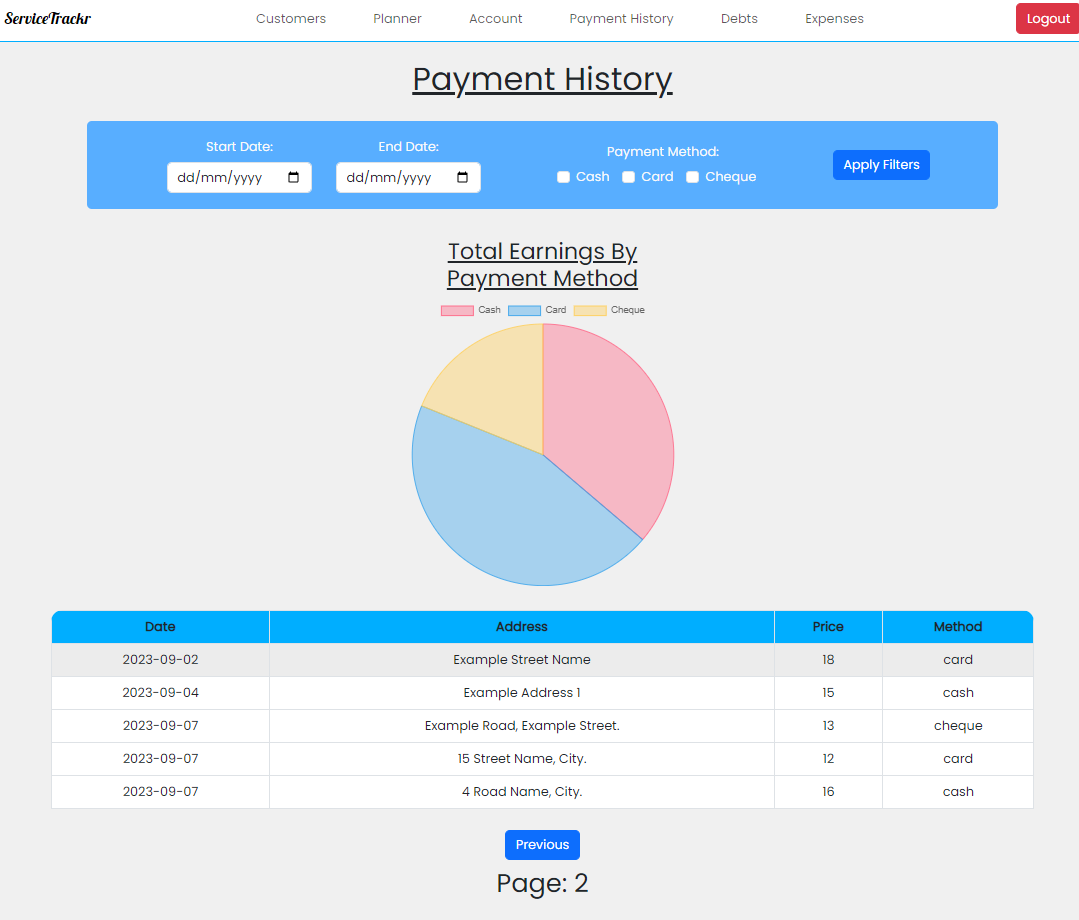 ServiceTrackr Customers Planner Account Payment History Debts Expenses Logout
Payment History
Start Date: End Date: Payment Method:
dd/mm/yyyy dd/mm/yyyy Cash Card Cheque Apply Filters
Total Earnings By
Payment Method
Cash Card Cheque
Date Address Price Method
2023-09-02 Example Street Name 18 card
2023-09-04 Example Address 1 15 cash
2023-09-07 Example Road, Example Street. 13 cheque
2023-09-07 15 Street Name, City. 12 card
2023-09-07 4 Road Name, City. 16 cash
Previous
Page: 2